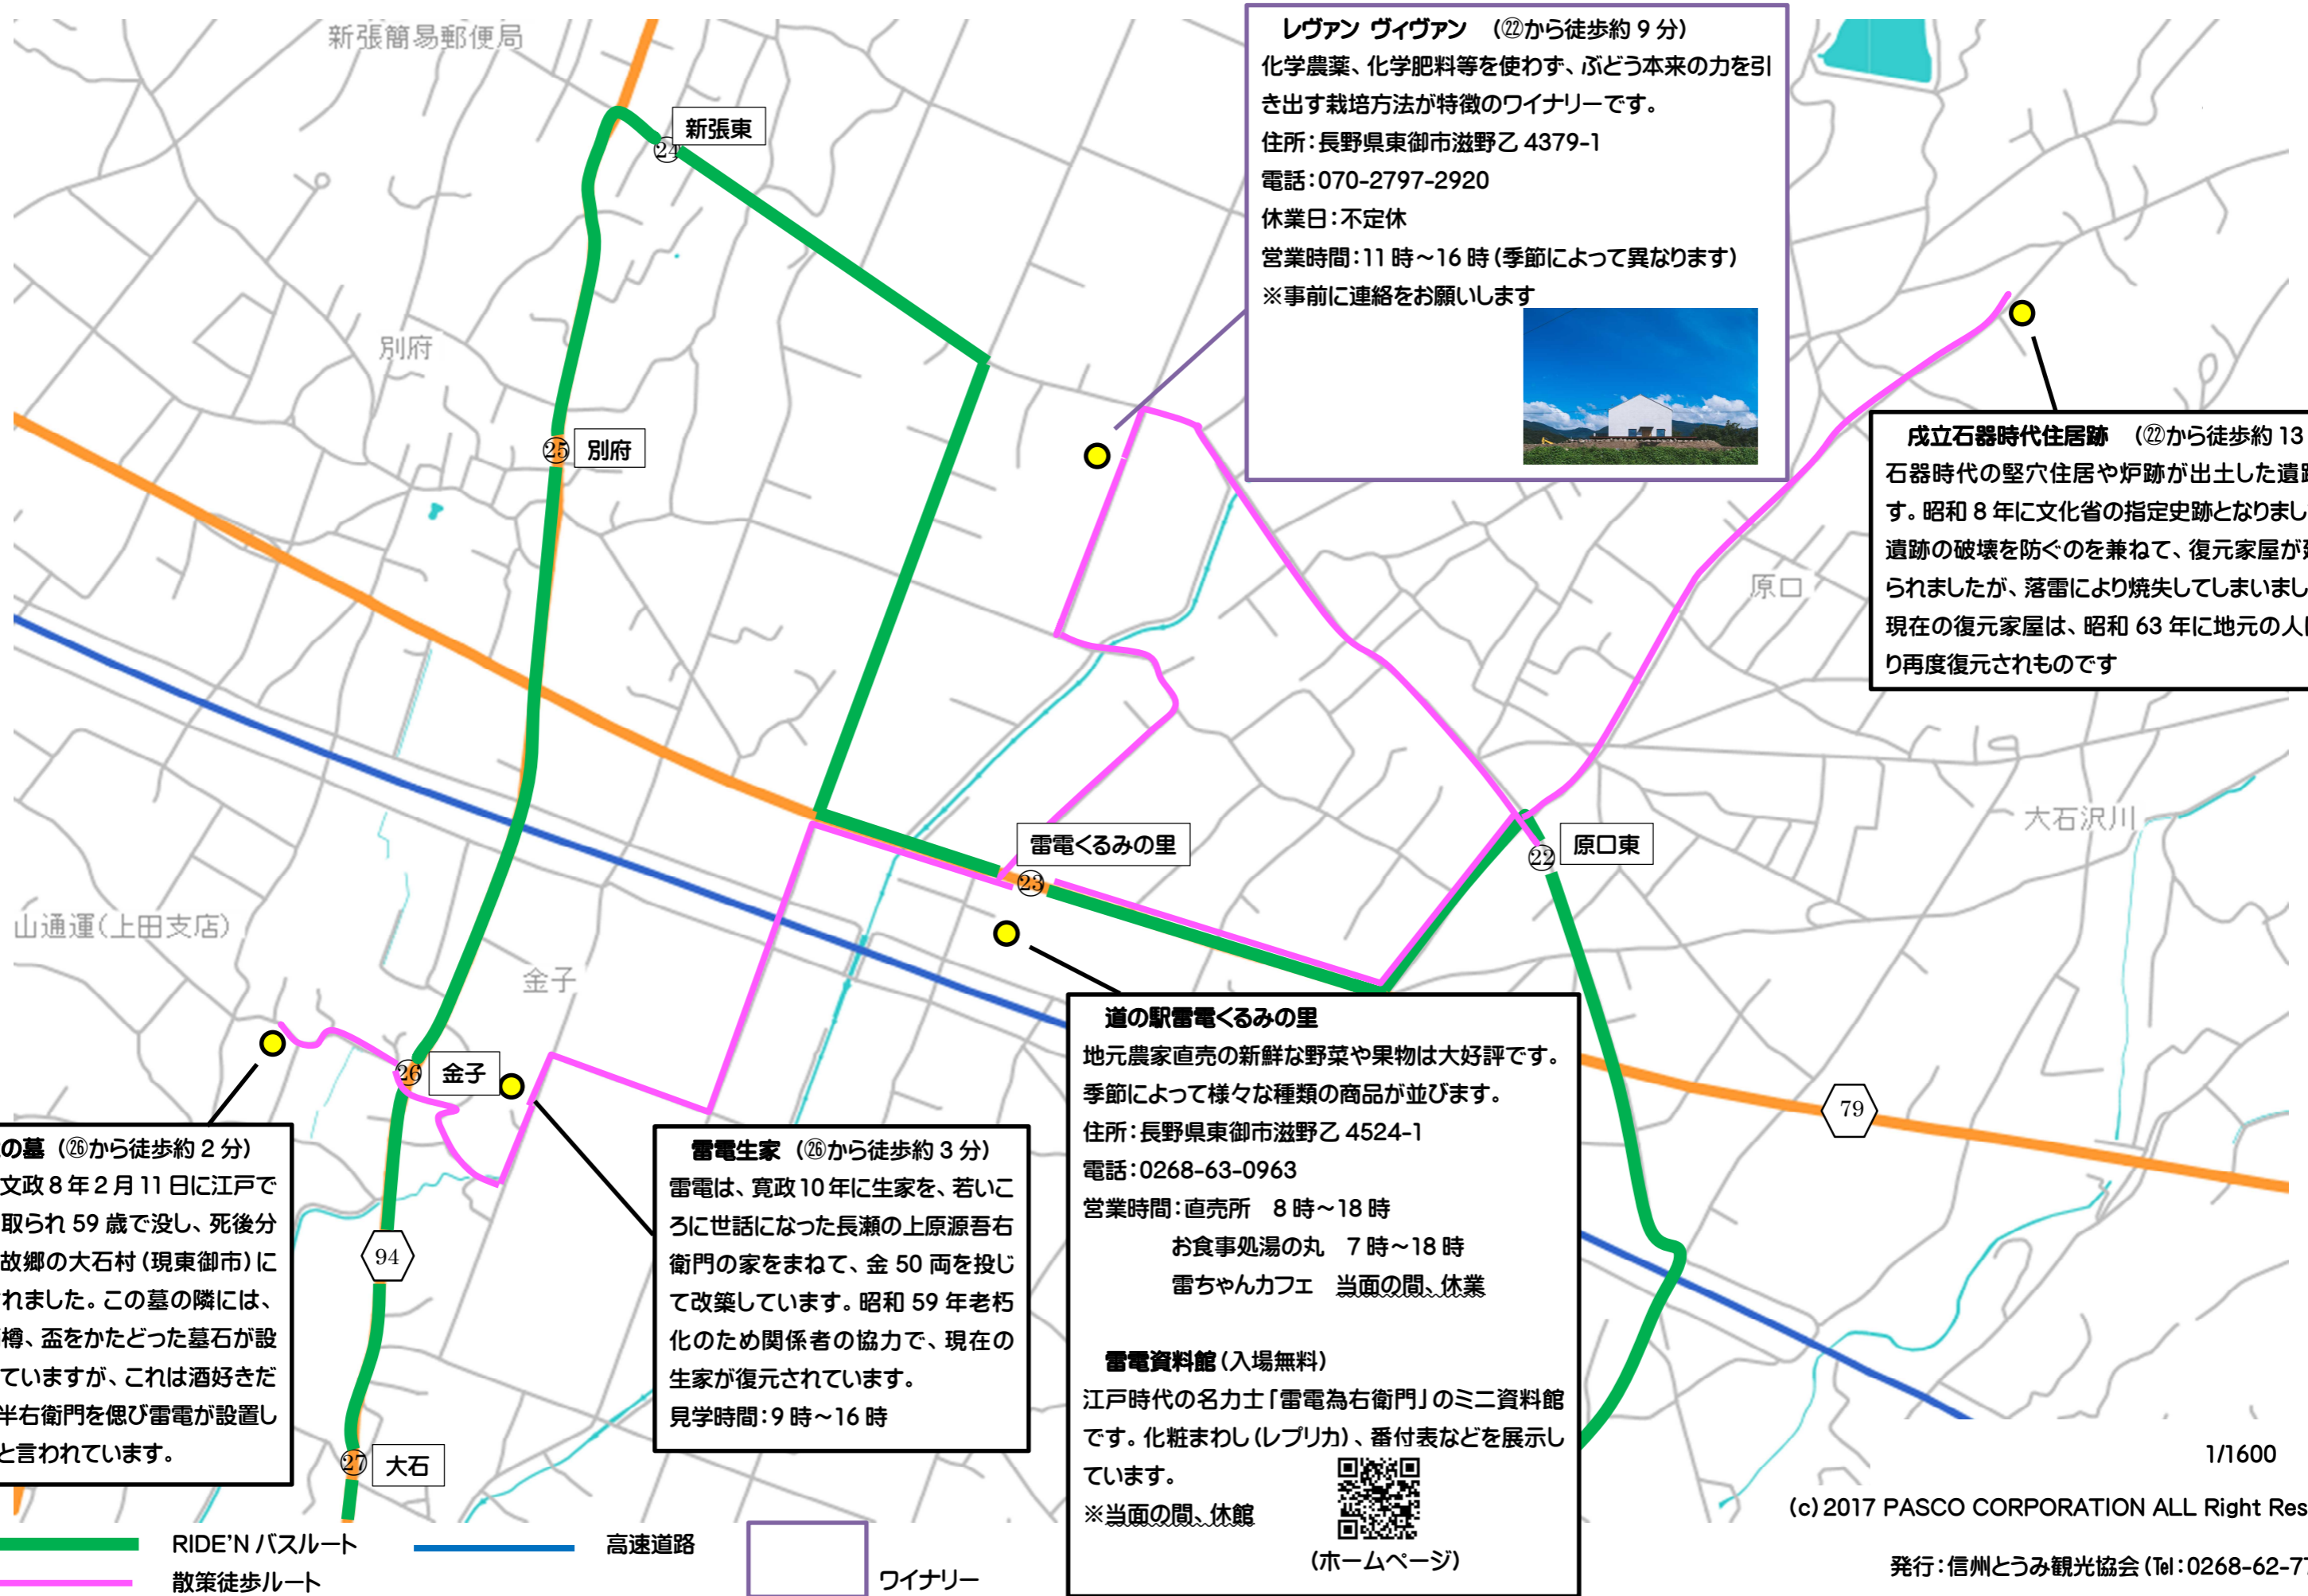 新張簡易郵便局
レヴァン ヴィヴァン （㉒から徒歩約 9 分）
化学農薬、化学肥料等を使わず、ぶどう本来の力を引
き出す栽培方法が特徴のワイナリーです。
住所：長野県東御市滋野乙 4379-1
電話：070-2797-2920
休業日：不定休
営業時間：11 時～16 時（季節によって異なります）
※事前に連絡をお願いします
新張東
㉔
別府
㉕
別府
戌立石器時代住居跡 （㉒から徒歩約 13
石器時代の竪穴住居や炉跡が出土した遺跡
す。昭和 8 年に文化省の指定史跡となりまし
遺跡の破壊を防ぐのを兼ねて、復元家屋が建
られましたが、落雷により焼失してしまいまし
現在の復元家屋は、昭和 63 年に地元の人
り再度復元されものです
原口
大石沢川
雷電くるみの里
㉓
㉒
原口東
山通運(上田支店)
金子
㉖
金子
道の駅雷電くるみの里
地元農家直売の新鮮な野菜や果物は大好評です。
季節によって様々な種類の商品が並びます。
住所：長野県東御市滋野乙 4524-1
電話：0268-63-0963
営業時間：直売所 8 時～18 時
お食事処湯の丸 7 時～18 時
雷ちゃんカフェ 当面の間、休業
雷電資料館（入場無料）
江戸時代の名力士「雷電為右衛門」のミニ資料館
です。化粧まわし（レプリカ）、番付表などを展示し
ています。
※当面の間、休館
（ホームページ）
79
の墓（㉖から徒歩約 2 分）
文政 8 年 2 月 11 日に江戸で
取られ 59 歳で没し、死後分
故郷の大石村（現東御市）に
れました。この墓の隣には、
樽、盃をかたどった墓石が設
ていますが、これは酒好きだ
半右衛門を偲び雷電が設置し
と言われています。
雷電生家 （㉖から徒歩約 3 分）
雷電は、寛政 10 年に生家を、若いこ
ろに世話になった長瀬の上原源吾右
衛門の家をまねて、金 50 両を投じ
て改築しています。昭和 59 年老朽
化のため関係者の協力で、現在の
生家が復元されています。
見学時間：9 時～16 時
94
㉗
大石
1/1600
(c) 2017 PASCO CORPORATION ALL Right Res
発行：信州とうみ観光協会（Tel：0268-62-77
RIDE'N バスルート
高速道路
ワイナリー
散策徒歩ルート